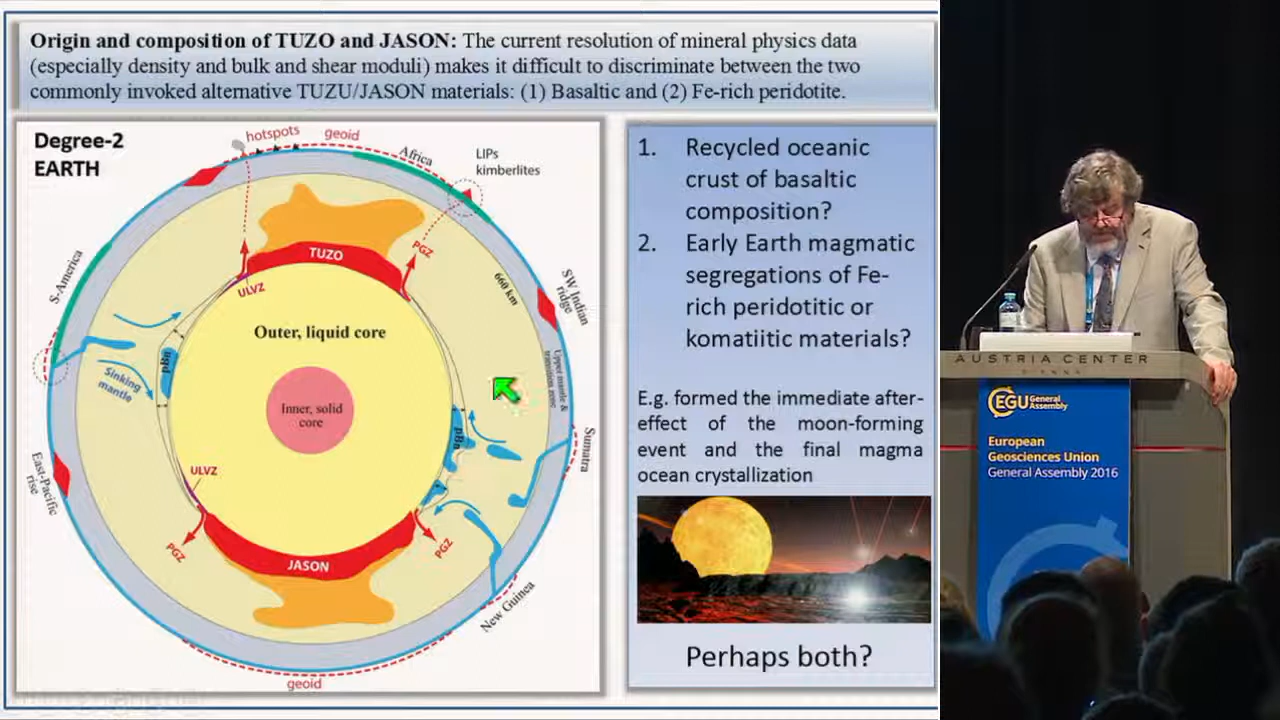 Origin and composition of TUZO and JASON: The current resolution of mineral physics data
(especially density and bulk and shear moduli) makes it difficult to discriminate between the two
commonly invoked alternative TUZU/JASON materials: (1) Basaltic and (2) Fe-rich peridotite.
Degree-2
EARTH
hotspots
geoid
Africa
LIPs
kimberlites
S-America
TUZO
PGZ
ULVZ
660 km
SW Indian
ridge
Outer, liquid core
pBn
Sinking
mantle
Upper mantle &
transition zone
Inner, solid
core
pBn
Sumatra
East-Pacific
rise
ULVZ
PGZ
JASON
PGZ
New Guinea
geoid
1. Recycled oceanic
crust of basaltic
composition?
2. Early Earth magmatic
segregations of Fe-
rich peridotitic or
komatiitic materials?
E.g. formed the immediate after-
effect of the moon-forming
event and the final magma
ocean crystallization
Perhaps both?
AUSTRIA CENTER
EGU General
Assembly
European
Geosciences Union
General Assembly 2016